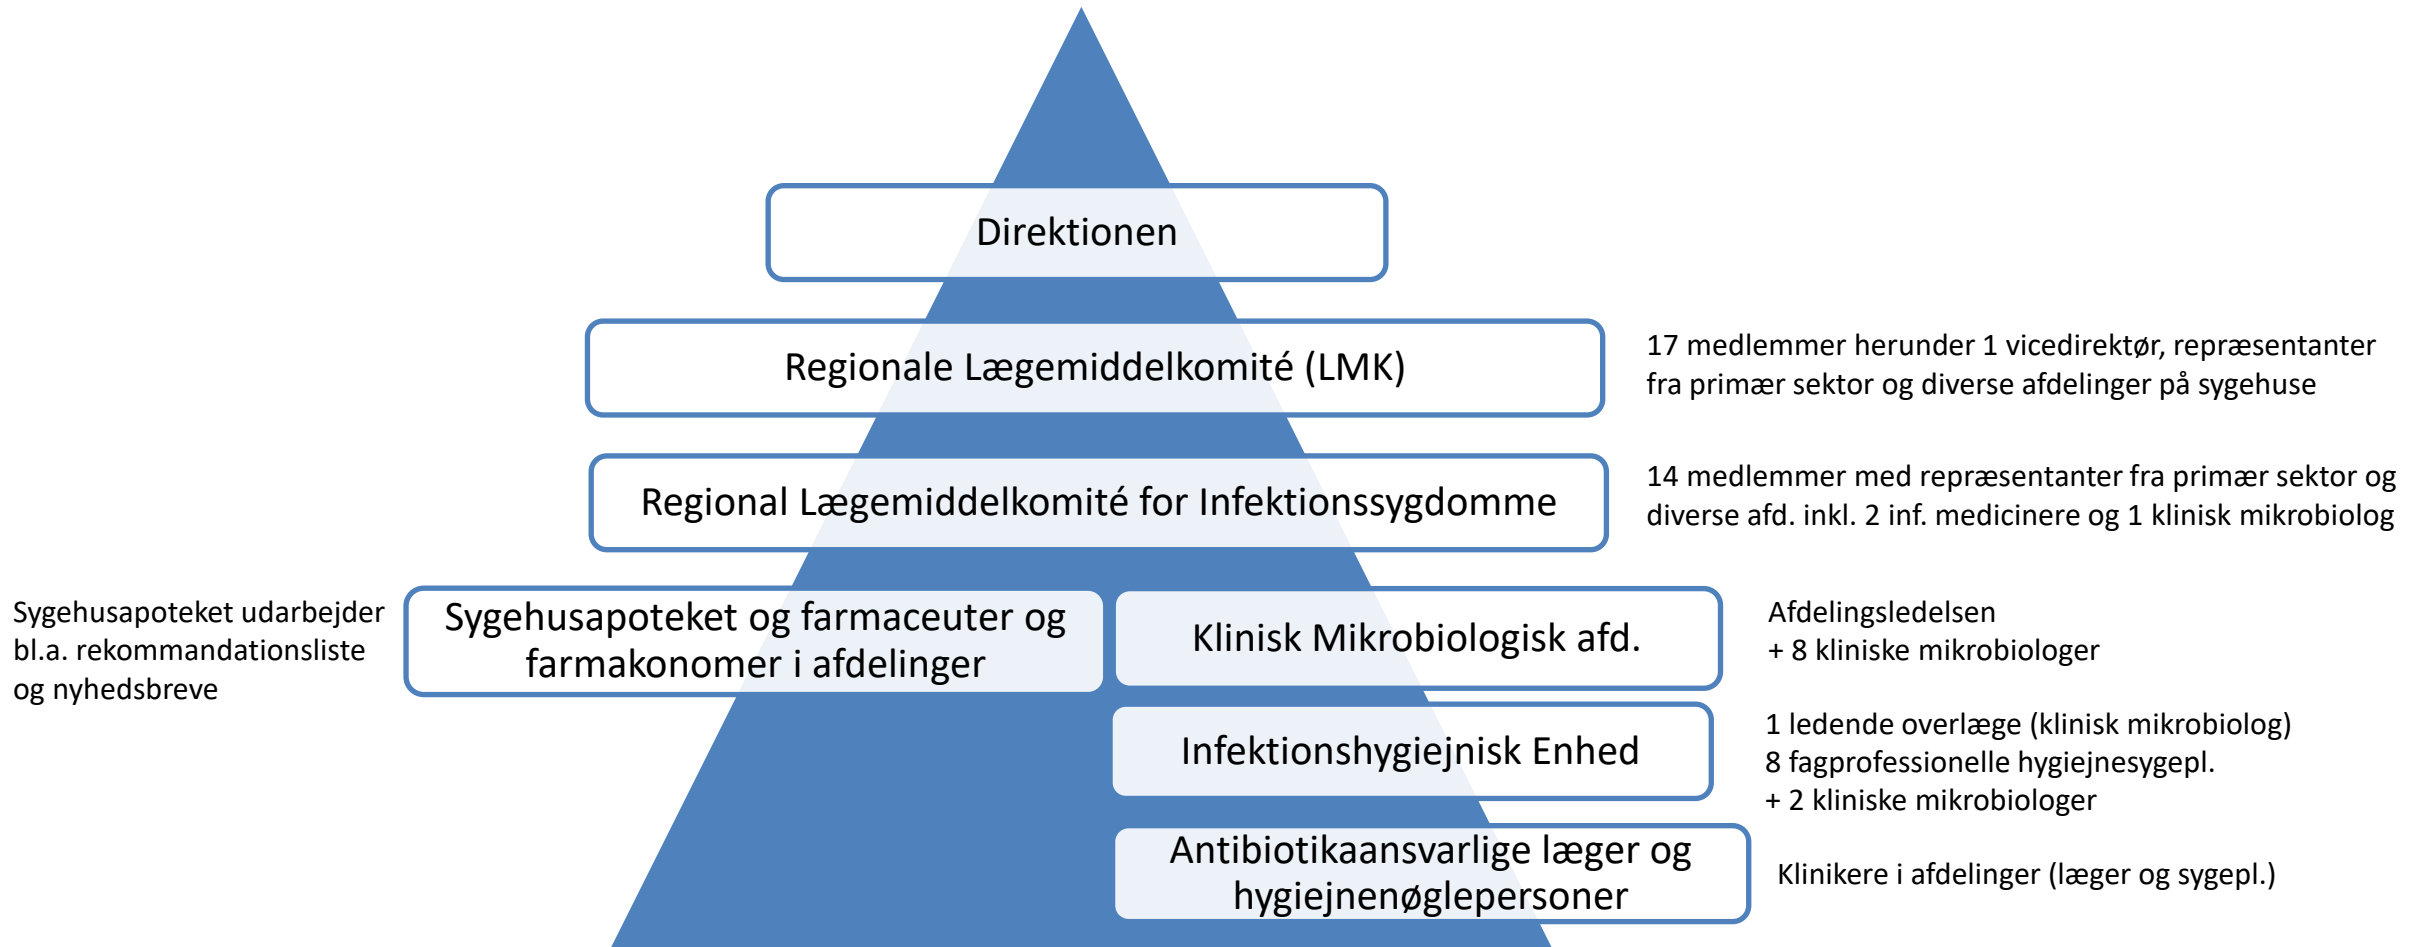 Direktionen
Regionale Lægemiddelkomité (LMK)
17 medlemmer herunder 1 vicedirektør, repræsentanter
fra primær sektor og diverse afdelinger på sygehuse
Regional Lægemiddelkomité for Infektionssygdomme
14 medlemmer med repræsentanter fra primær sektor og
diverse afd. inkl. 2 inf. medicinere og 1 klinisk mikrobiolog
Sygehusapoteket udarbejder
bl.a. rekommandationsliste
og nyhedsbreve
Sygehusapoteket og farmaceuter og
farmakonomer i afdelinger
Klinisk Mikrobiologisk afd.
Afdelingsledelsen
+ 8 kliniske mikrobiologer
Infektionshygiejnisk Enhed
1 ledende overlæge (klinisk mikrobiolog)
8 fagprofessionelle hygiejnesygepl.
+ 2 kliniske mikrobiologer
Antibiotikaansvarlige læger og
hygiejnenøglepersoner
Klinikere i afdelinger (læger og sygepl.)